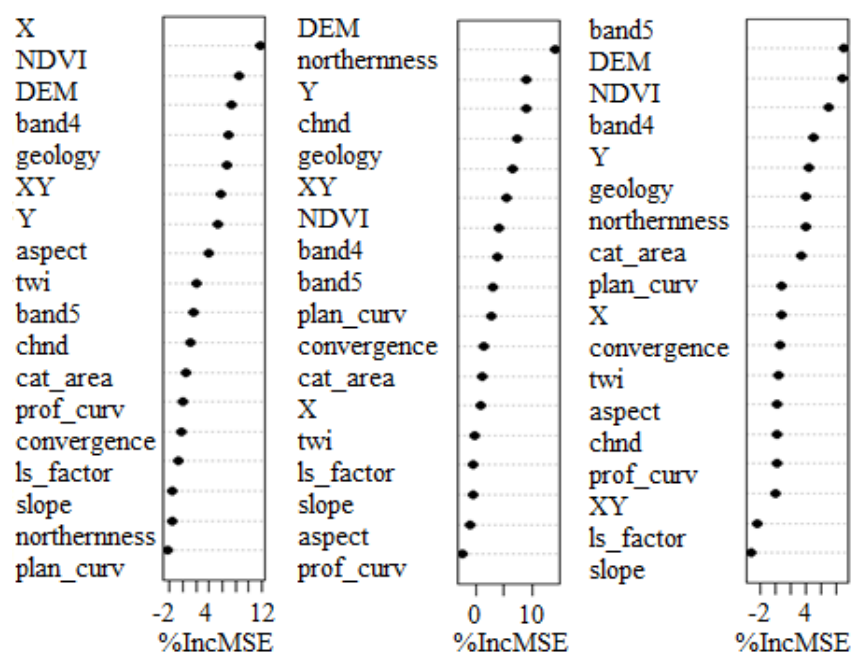 X
NDVI
DEM
band4
geology
XY
Y
aspect
twi
band5
chnd
cat_area
prof_curv
convergence
ls_factor
slope
northernness
plan_curv
-2 4 12
%IncMSE
DEM
northernness
Y
chnd
geology
XY
NDVI
band4
band5
plan_curv
convergence
cat_area
X
twi
ls_factor
slope
aspect
prof_curv
0 10
%IncMSE
band5
DEM
NDVI
band4
Y
geology
northernness
cat_area
plan_curv
X
convergence
twi
aspect
chnd
prof_curv
XY
ls_factor
slope
-2 4
%IncMSE